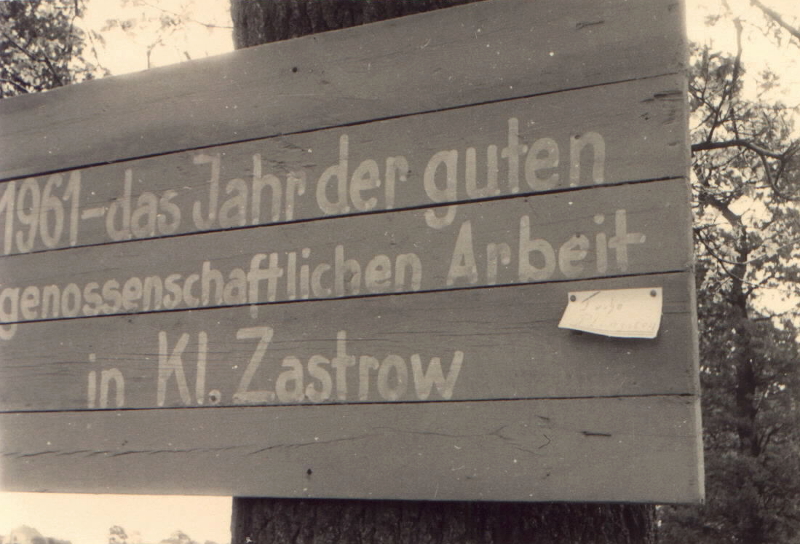 1961-das Jahr der guten
genossenschaftlichen Arbeit
in Kl. Zastrow